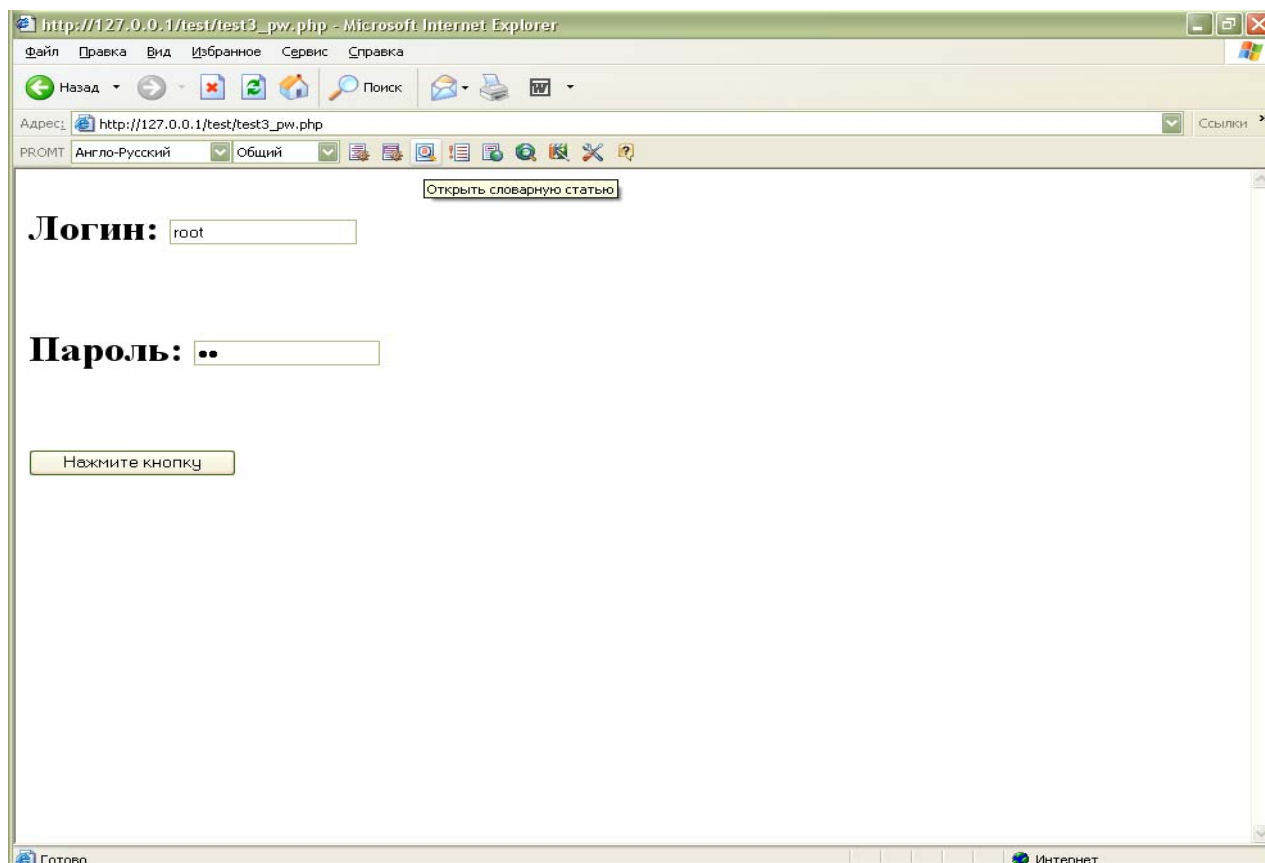 http://127.0.0.1/test/test3_pw.php - Microsoft Internet Explorer
Файл Правка Вид Избранное Сервис Справка
Назад Поиск
Адрес: http://127.0.0.1/test/test3_pw.php Ссылки »
PROMT Англо-Русский Общий
Открыть словарную статью
Логин: root
Пароль: ••
Нажмите кнопку
Готово Интернет